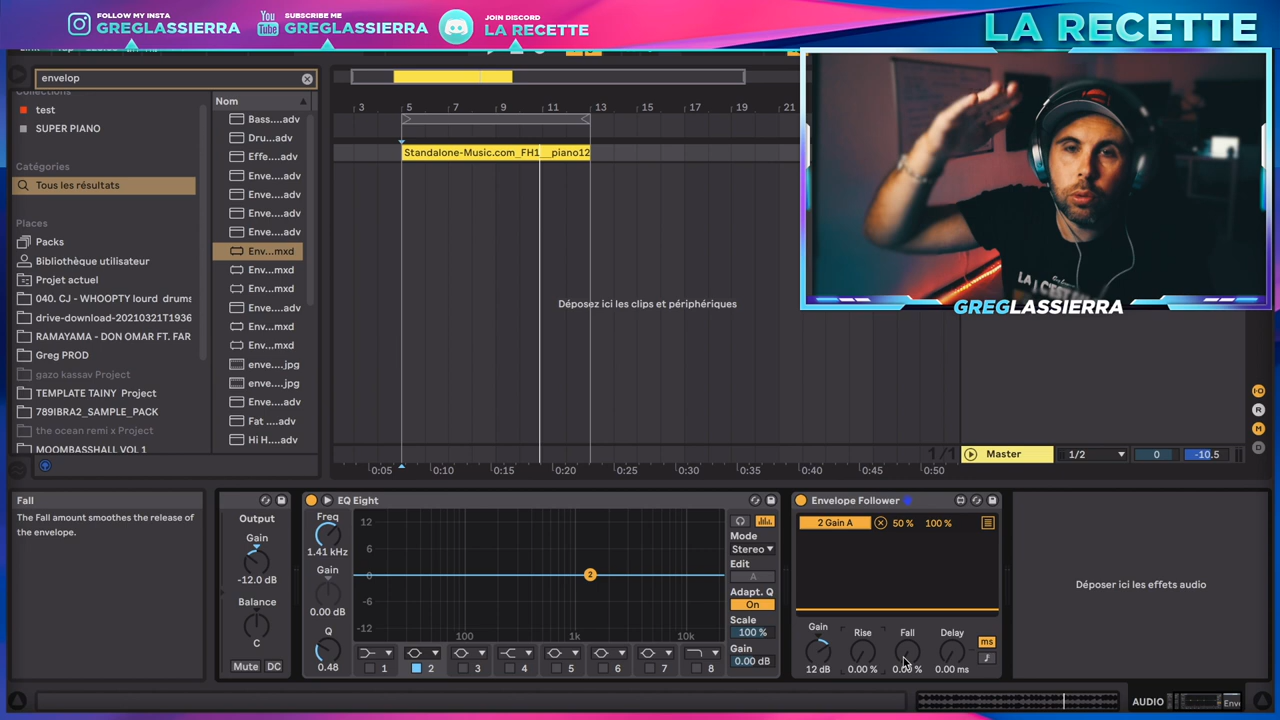 FOLLOW MY INSTA
GREGLASSIERRA
SUBSCRIBE ME
GREGLASSIERRA
JOIN DISCORD
LA RECETTE
LA RECETTE
envelop
Collections
test
SUPER PIANO
Catégories
Tous les résultats
Places
Packs
Bibliothèque utilisateur
Projet actuel
040. CJ - WHOOPTY lourd drums
drive-download-20210321T1936
RAMAYAMA - DON OMAR FT. FAR
Greg PROD
gazo kassav Project
TEMPLATE TAINY Project
789IBRA2_SAMPLE_PACK
the ocean remi x Project
MOOMBASSHALL VOL 1
Nom
Bass....adv
Dru....adv
Effe....adv
Enve....adv
Enve....adv
Enve....adv
Enve....adv
Env...mxd
Env...mxd
Env...mxd
Enve....adv
Env...mxd
Env...mxd
enve....jpg
enve....jpg
Enve....adv
Fat ....adv
Hi H....adv
3 5 7 9 11 13 15 17 19 21
Standalone-Music.com_FH1__piano12
Déposez ici les clips et périphériques
GREGLASSIERRA
1/1
Master 1/2 0 -10.5
0:05 0:10 0:15 0:20 0:25 0:30 0:35 0:40 0:45 0:50
I·O
R
M
D
Fall
The Fall amount smoothes the release of
the envelope.
Output
Gain
-12.0 dB
Balance
C
Mute DC
EQ Eight
Freq
1.41 kHz
Gain
0.00 dB
Q
0.48
12
6
0
-6
-12
2
100 1k 10k
1 2 3 4 5 6 7 8
Mode
Stereo
Edit
A
Adapt. Q
On
Scale
100 %
Gain
0.00 dB
Envelope Follower
2 Gain A 50 % 100 %
Gain Rise Fall Delay
12 dB 0.00 % 0.00 % 0.00 ms
ms
Déposer ici les effets audio
AUDIO
Enve